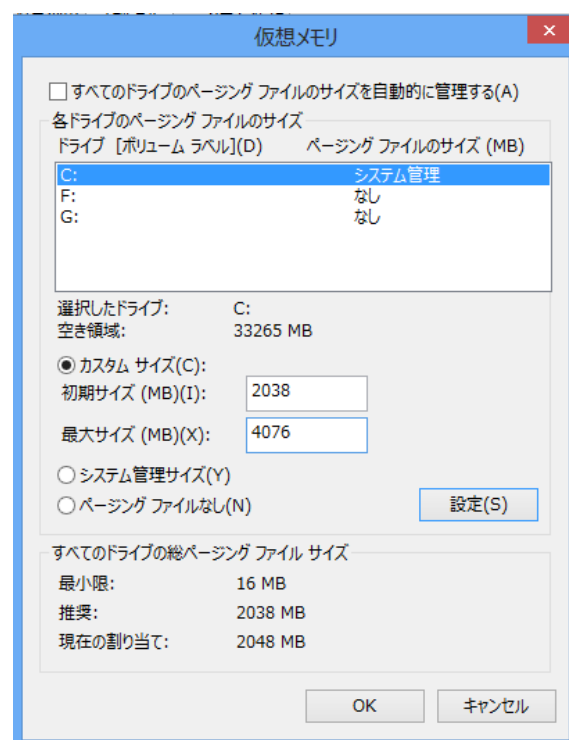 仮想メモリ
すべてのドライブのページング ファイルのサイズを自動的に管理する(A)
各ドライブのページング ファイルのサイズ
ドライブ [ボリューム ラベル](D) ページング ファイルのサイズ (MB)
C: システム管理
F: なし
G: なし
選択したドライブ: C:
空き領域: 33265 MB
カスタム サイズ(C):
初期サイズ (MB)(I): 2038
最大サイズ (MB)(X): 4076
システム管理サイズ(Y)
ページング ファイルなし(N) 設定(S)
すべてのドライブの総ページング ファイル サイズ
最小限: 16 MB
推奨: 2038 MB
現在の割り当て: 2048 MB
OK キャンセル